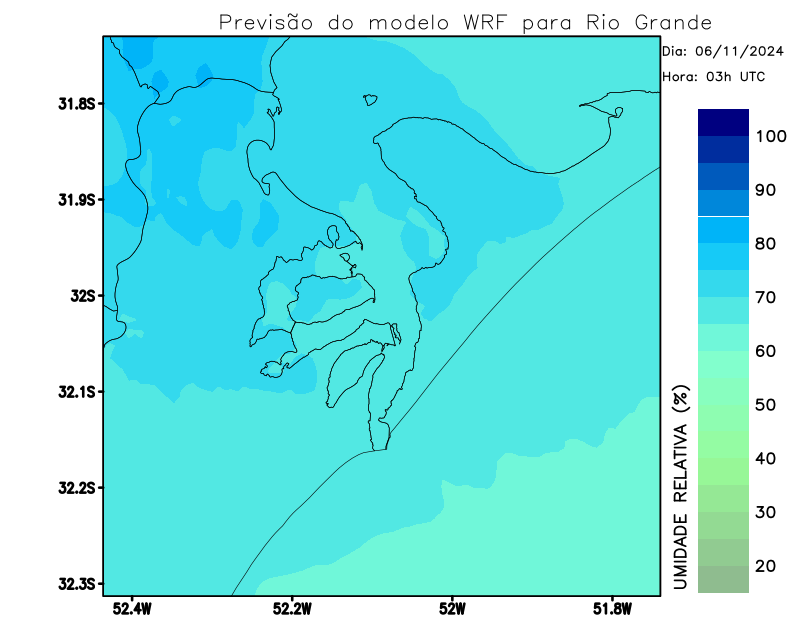 Previsão do modelo WRF para Rio Grande
Dia: 06/11/2024
Hora: 03h UTC
31.8S
31.9S
32S
32.1S
32.2S
32.3S
52.4W
52.2W
52W
51.8W
UMIDADE RELATIVA (%)
100
90
80
70
60
50
40
30
20